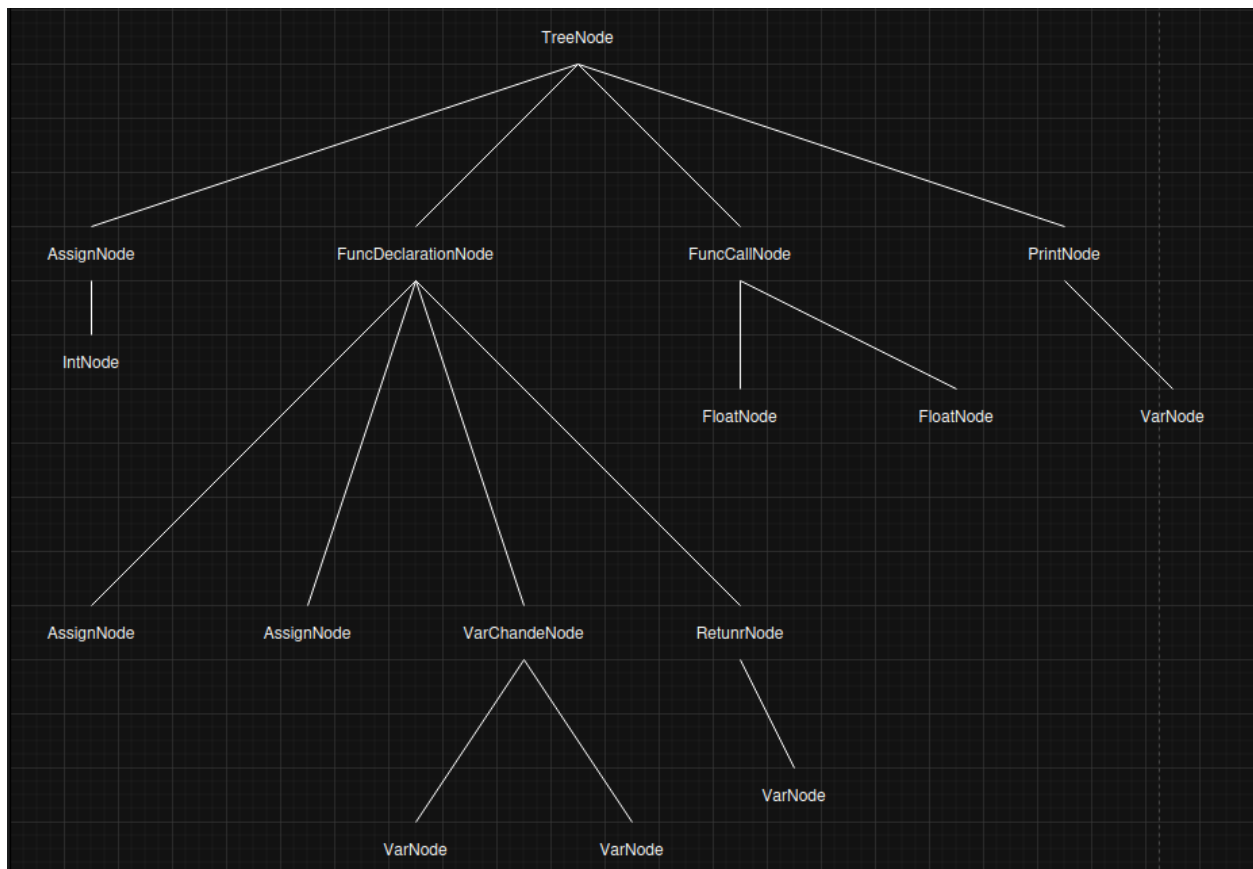 TreeNode
AssignNode FuncDeclarationNode FuncCallNode PrintNode
IntNode
FloatNode FloatNode VarNode
AssignNode AssignNode VarChandeNode RetunrNode
VarNode
VarNode VarNode